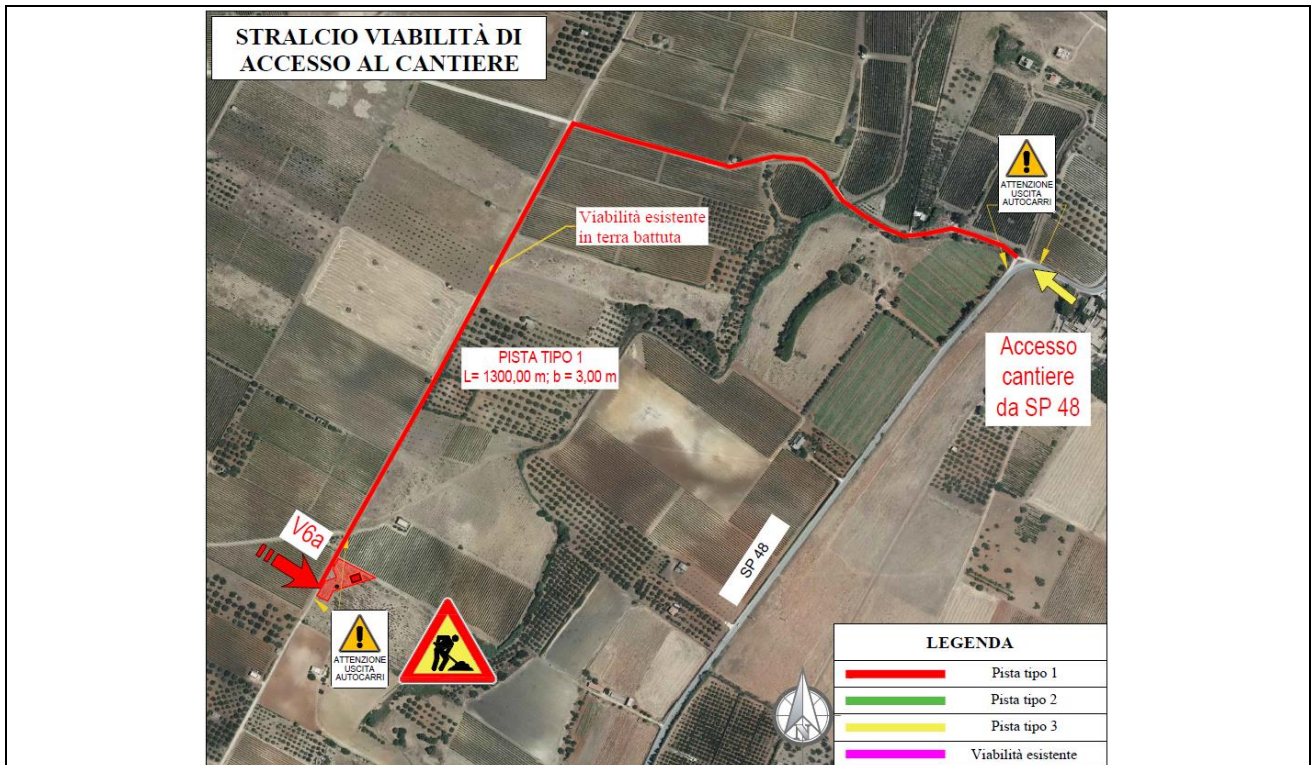 STRALCIO VIABILITÀ DI
ACCESSO AL CANTIERE
ATTENZIONE
USCITA
AUTOCARRI
Viabilità esistente
in terra battuta
PISTA TIPO 1
L= 1300,00 m; b = 3,00 m
Accesso
cantiere
da SP 48
V6a
SP 48
ATTENZIONE
USCITA
AUTOCARRI
LEGENDA
Pista tipo 1
Pista tipo 2
Pista tipo 3
Viabilità esistente
N